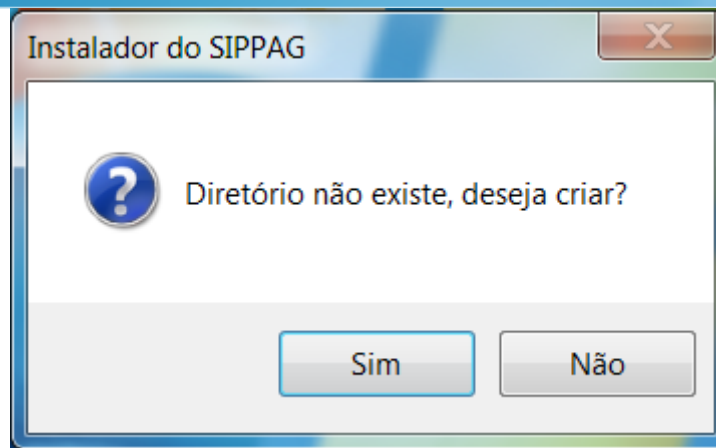 Instalador do SIPPAG
Diretório não existe, deseja criar?
Sim
Não